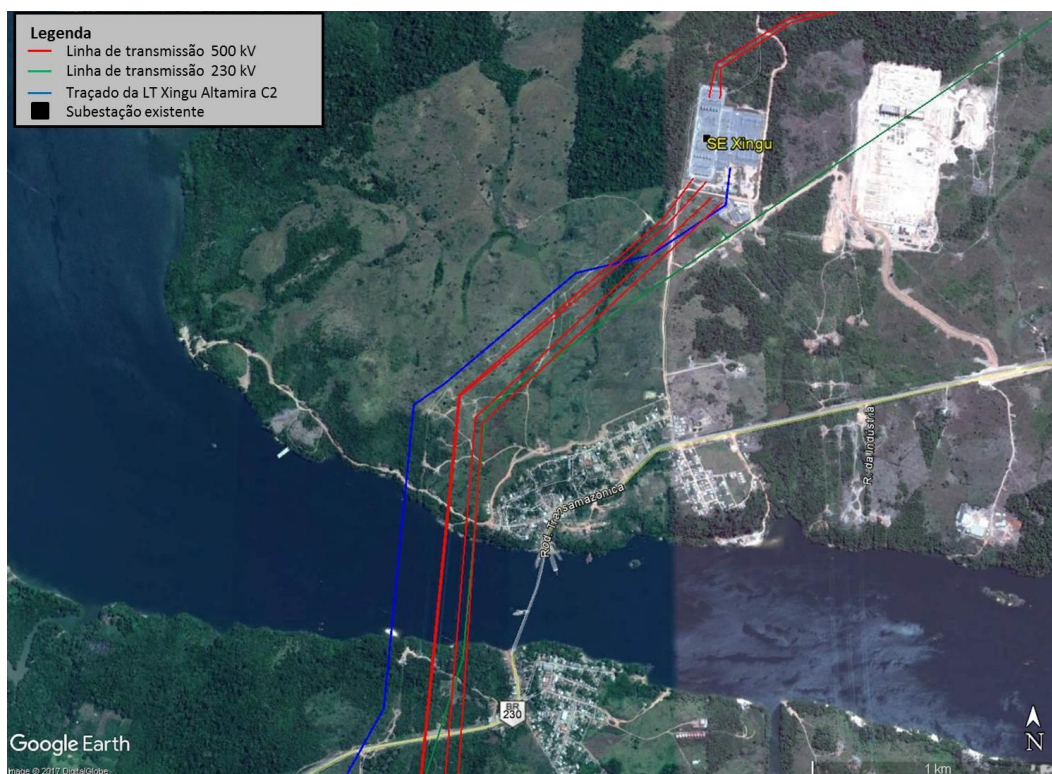 Legenda
Linha de transmissão 500 kV
Linha de transmissão 230 kV
Traçado da LT Xingu Altamira C2
Subestação existente
SE Xingu
R. da Indústria
Rod. Transamazônica
BR
230
N
Google Earth
Image © 2017 DigitalGlobe
1 km